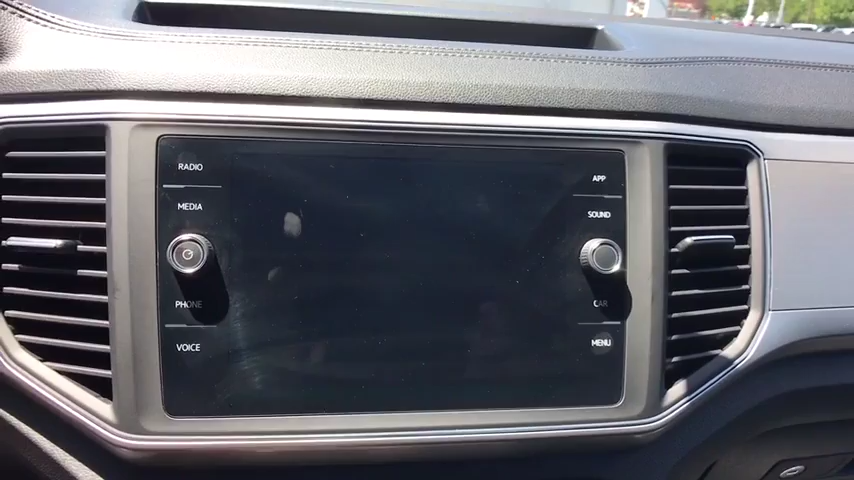 RADIO
MEDIA
PHONE
VOICE
APP
SOUND
CAR
MENU